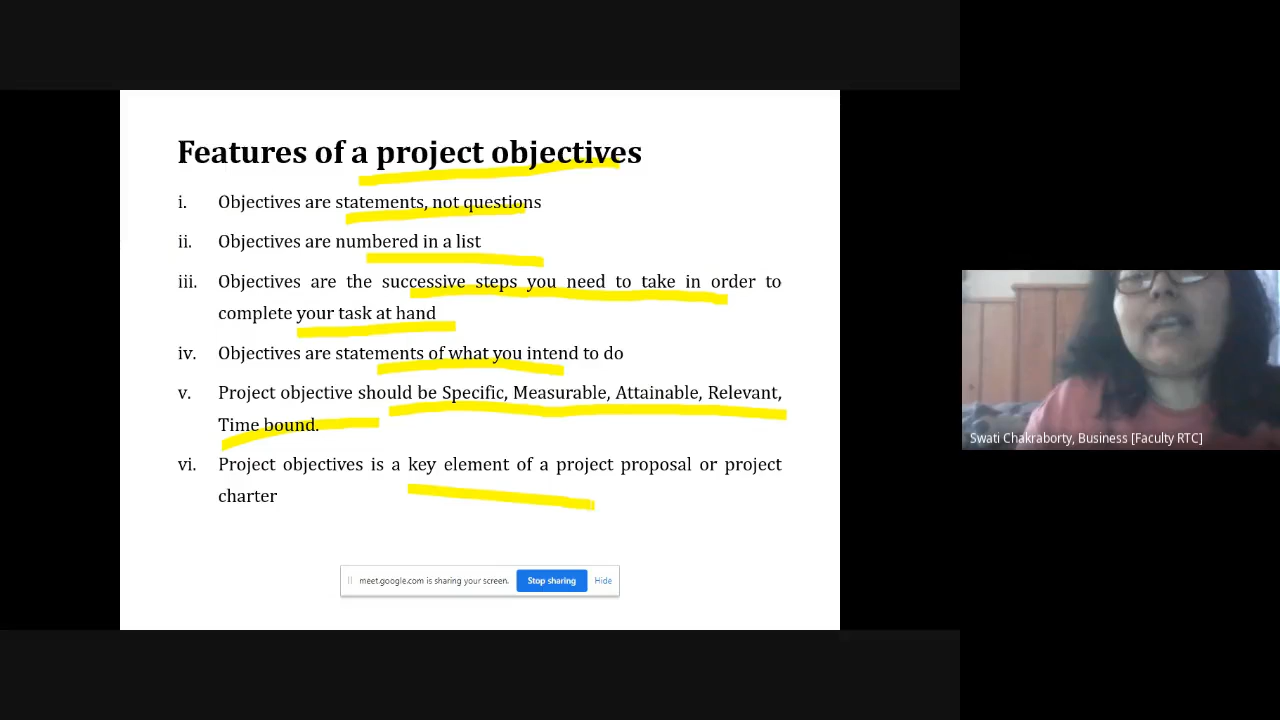 Features of a project objectives
i. Objectives are statements, not questions
ii. Objectives are numbered in a list
iii. Objectives are the successive steps you need to take in order to
complete your task at hand
iv. Objectives are statements of what you intend to do
v. Project objective should be Specific, Measurable, Attainable, Relevant,
Time bound.
vi. Project objectives is a key element of a project proposal or project
charter
meet.google.com is sharing your screen. Stop sharing Hide
Swati Chakraborty, Business [Faculty RTC]